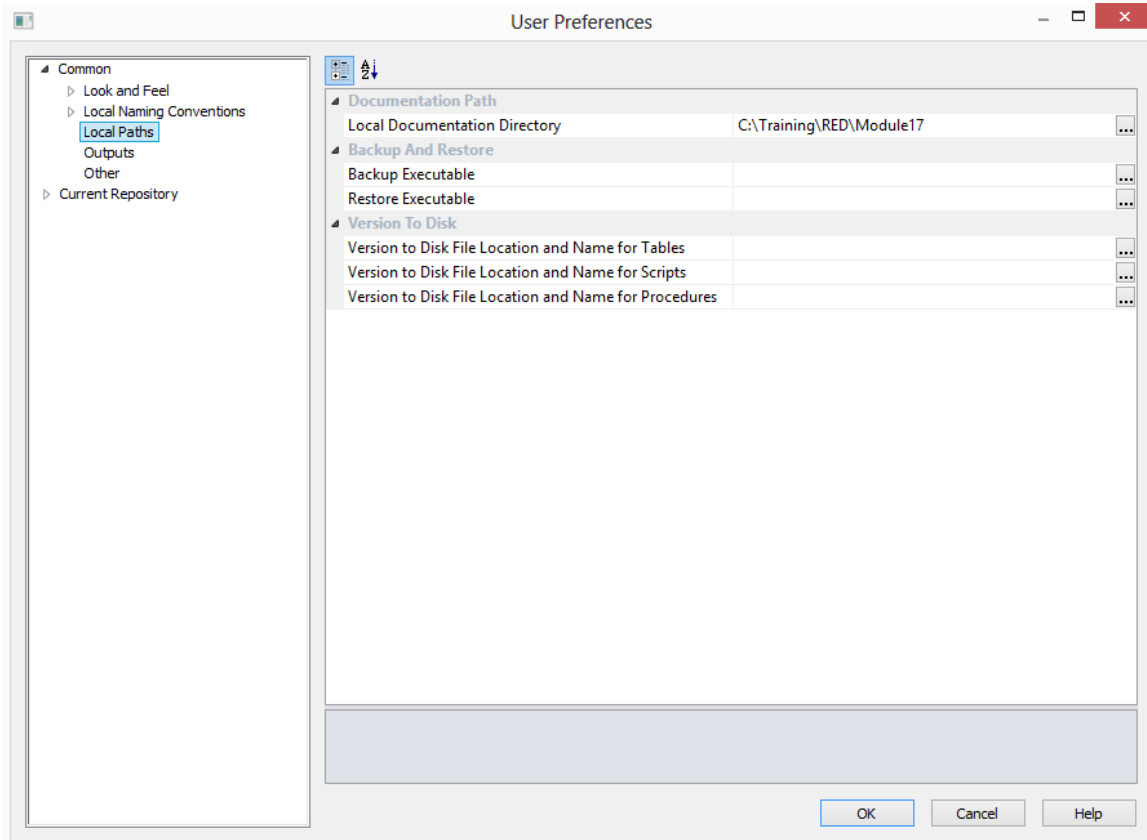 User Preferences
Common
Look and Feel
Local Naming Conventions
Local Paths
Outputs
Other
Current Repository
Documentation Path
Local Documentation Directory C:\Training\RED\Module17 ...
Backup And Restore
Backup Executable ...
Restore Executable ...
Version To Disk
Version to Disk File Location and Name for Tables ...
Version to Disk File Location and Name for Scripts ...
Version to Disk File Location and Name for Procedures ...
OK Cancel Help